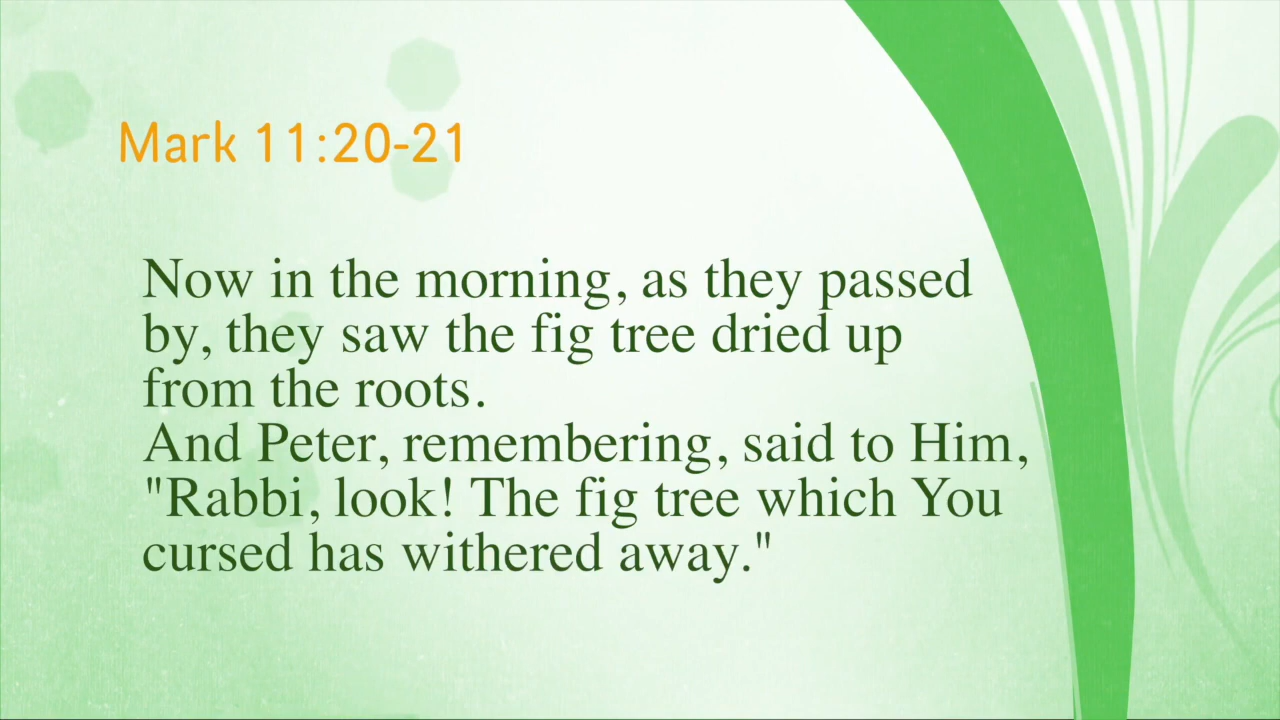 Mark 11:20-21
Now in the morning, as they passed
by, they saw the fig tree dried up
from the roots.
And Peter, remembering, said to Him,
"Rabbi, look! The fig tree which You
cursed has withered away."